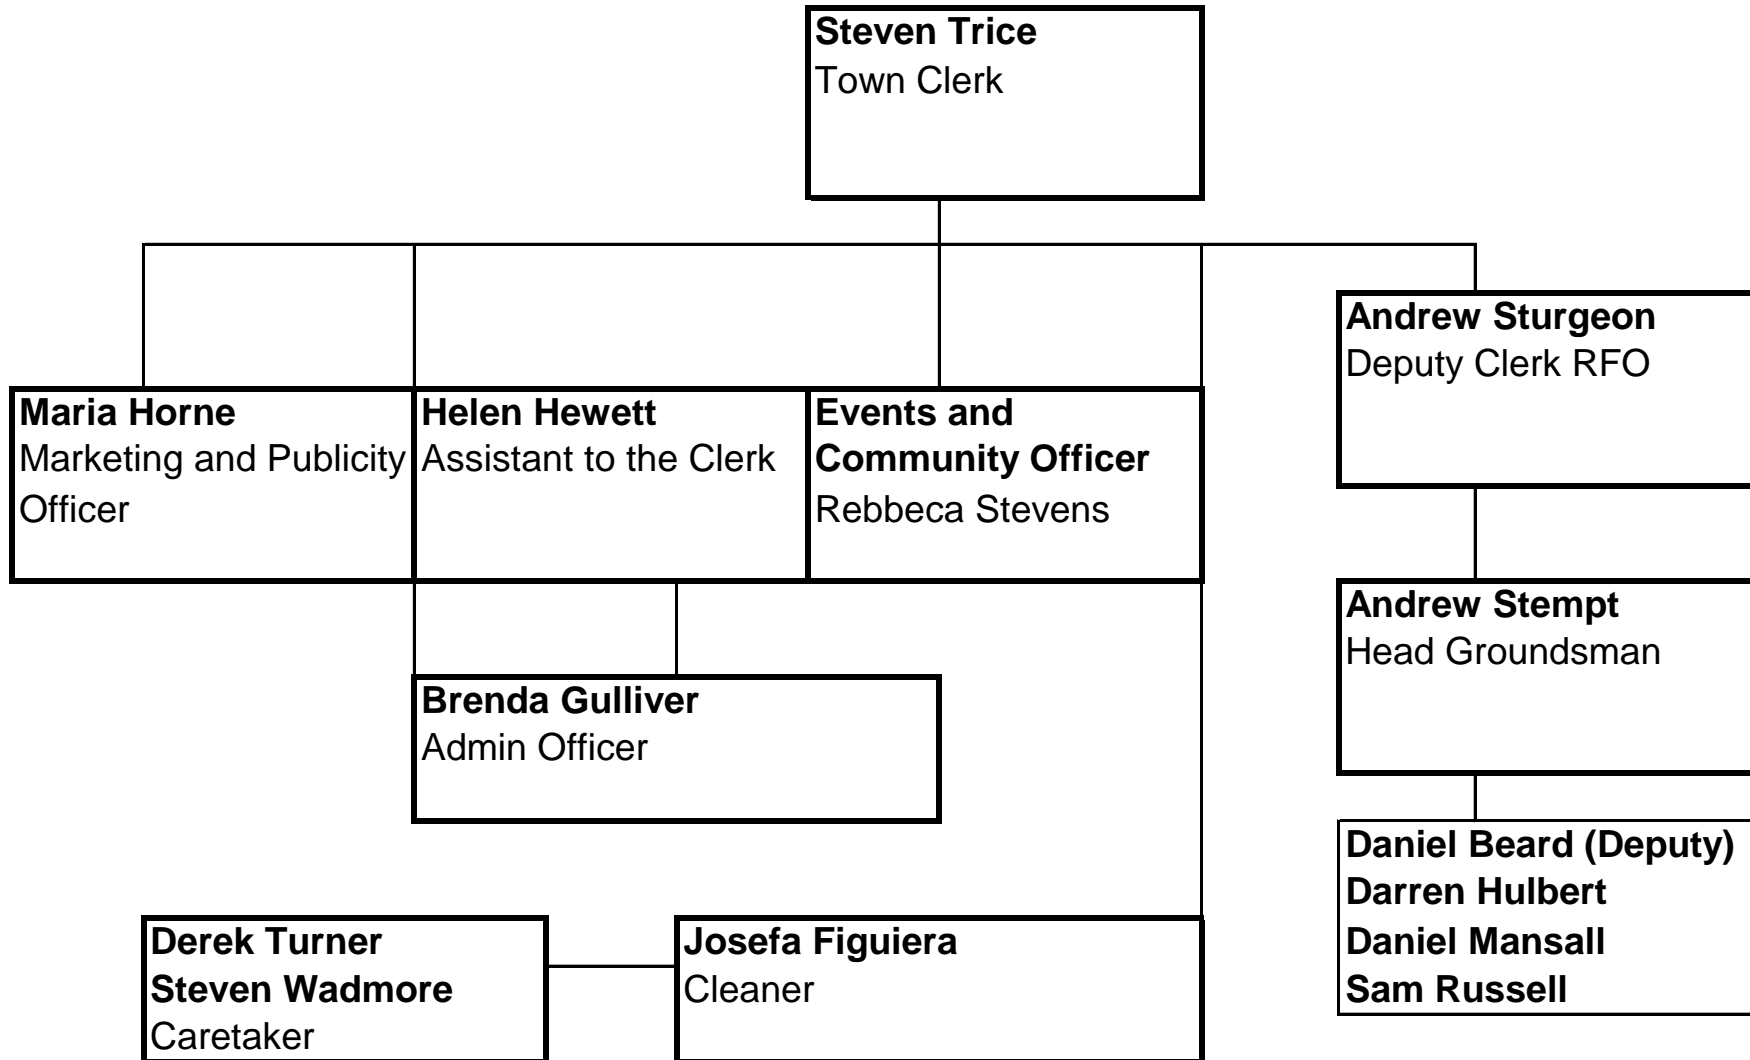 Steven Trice
Town Clerk
Andrew Sturgeon
Deputy Clerk RFO
Maria Horne
Marketing and Publicity
Officer
Helen Hewett
Assistant to the Clerk
Events and
Community Officer
Rebbeca Stevens
Andrew Stempt
Head Groundsman
Brenda Gulliver
Admin Officer
Daniel Beard (Deputy)
Darren Hulbert
Daniel Mansall
Sam Russell
Derek Turner
Steven Wadmore
Caretaker
Josefa Figuiera
Cleaner